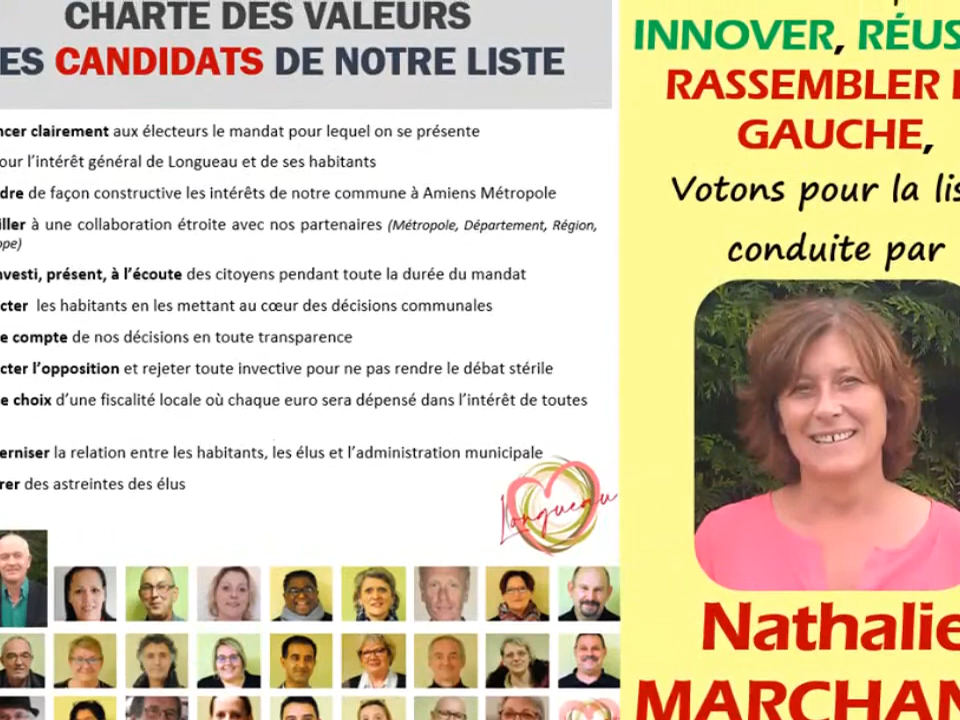 CHARTE DES VALEURS
ES CANDIDATS DE NOTRE LISTE
ncer clairement aux électeurs le mandat pour lequel on se présente
our l'intérêt général de Longueau et de ses habitants
dre de façon constructive les intérêts de notre commune à Amiens Métropole
iller à une collaboration étroite avec nos partenaires (Métropole, Département, Région,
ope)
nvesti, présent, à l'écoute des citoyens pendant toute la durée du mandat
cter les habitants en les mettant au cœur des décisions communales
e compte de nos décisions en toute transparence
cter l'opposition et rejeter toute invective pour ne pas rendre le débat stérile
e choix d'une fiscalité locale où chaque euro sera dépensé dans l'intérêt de toutes
erniser la relation entre les habitants, les élus et l'administration municipale
rer des astreintes des élus
Longueau
INNOVER, RÉUS
RASSEMBLER
GAUCHE,
Votons pour la lis
conduite par
Nathalie
MARCHAN